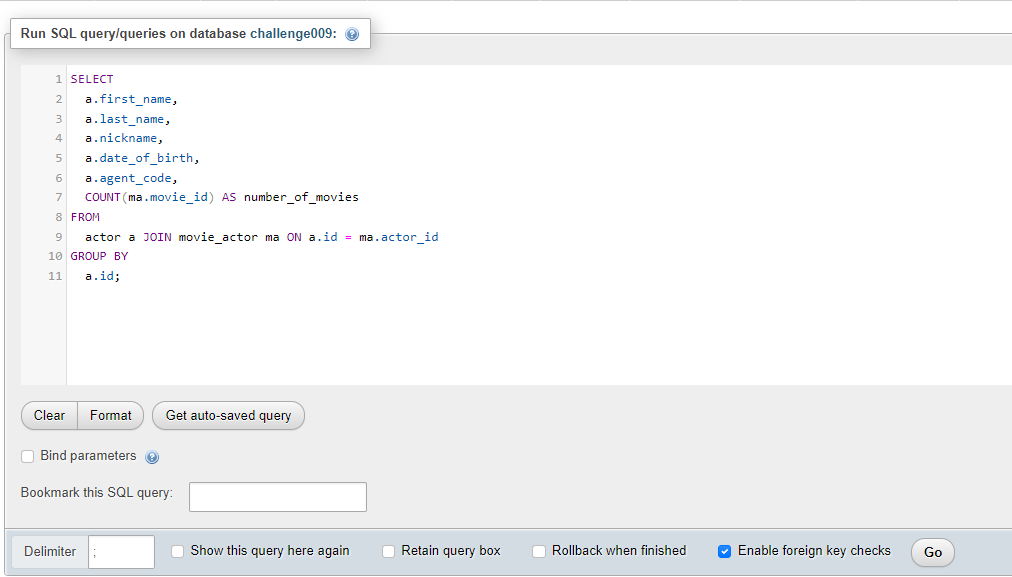 Run SQL query/queries on database challenge009:
1 SELECT
2 a.first_name,
3 a.last_name,
4 a.nickname,
5 a.date_of_birth,
6 a.agent_code,
7 COUNT(ma.movie_id) AS number_of_movies
8 FROM
9 actor a JOIN movie_actor ma ON a.id = ma.actor_id
10 GROUP BY
11 a.id;
Clear Format Get auto-saved query
Bind parameters
Bookmark this SQL query:
Delimiter ; Show this query here again Retain query box Rollback when finished Enable foreign key checks Go